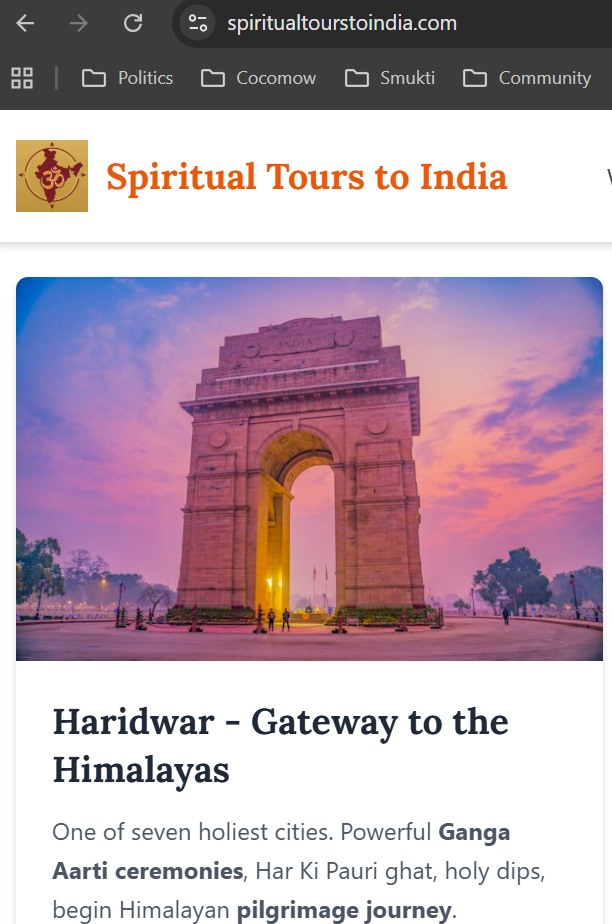 spiritualtourstoindia.com
Politics Cocomow Smukti Community
Spiritual Tours to India
ॐ
INDIA
Haridwar - Gateway to the
Himalayas
One of seven holiest cities. Powerful Ganga
Aarti ceremonies, Har Ki Pauri ghat, holy dips,
begin Himalayan pilgrimage journey.